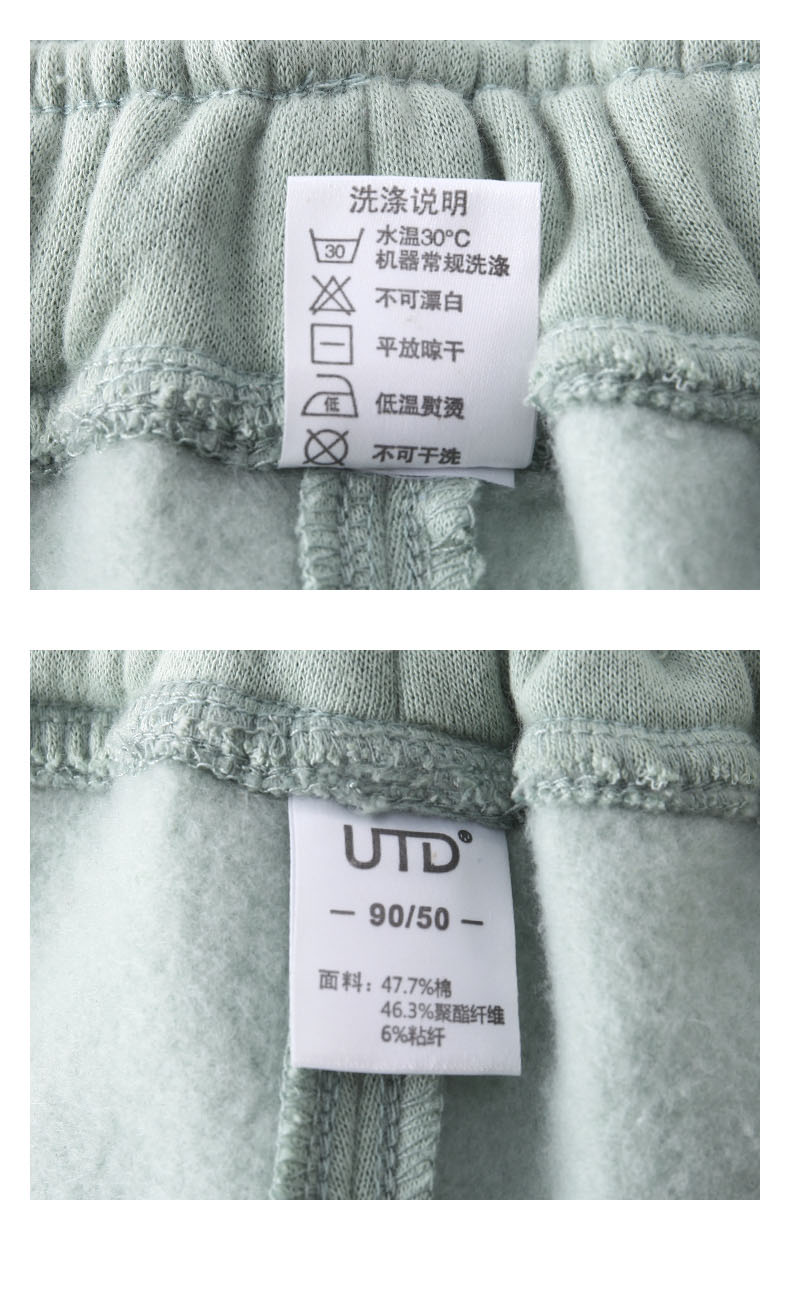 洗涤说明
30 水温30°C
机器常规洗涤
不可漂白
平放晾干
低 低温熨烫
不可干洗
UTD®
— 90/50 —
面料：47.7%棉
46.3%聚酯纤维
6%粘纤